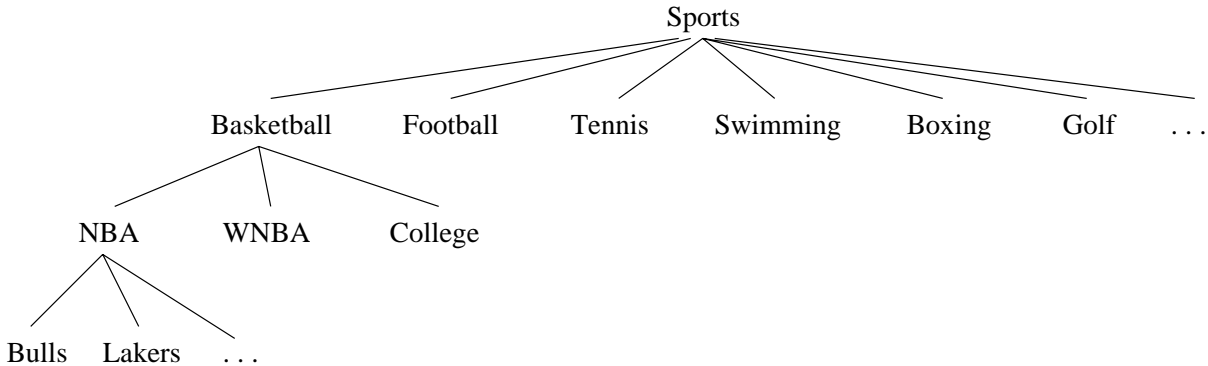 Sports
Basketball Football Tennis Swimming Boxing Golf . . .
NBA WNBA College
Bulls Lakers . . .